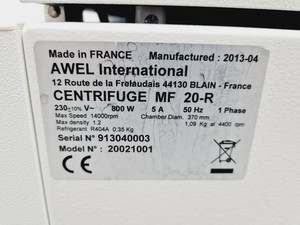 Made in FRANCE Manufactured : 2013-04
AWEL International
12 Route de la Frelaudais 44130 BLAIN - France
CENTRIFUGE MF 20-R
230 ±10% V~ 800 W 5 A 50 Hz 1 Phase
Max Speed 14000rpm Chamber Diam. 370 mm
Max density 1.2 1,09 Kg at 4400 rpm
Refrigerant R404A 0,35 Kg
Serial N° 913040003
Model N° : 20021001
CE